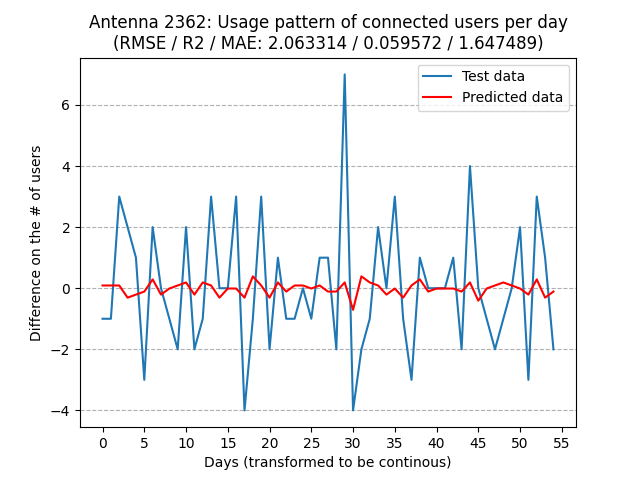 Antenna 2362: Usage pattern of connected users per day
(RMSE / R2 / MAE: 2.063314 / 0.059572 / 1.647489)
Test data
Predicted data
Difference on the # of users
6
4
2
0
−2
−4
0 5 10 15 20 25 30 35 40 45 50 55
Days (transformed to be continous)